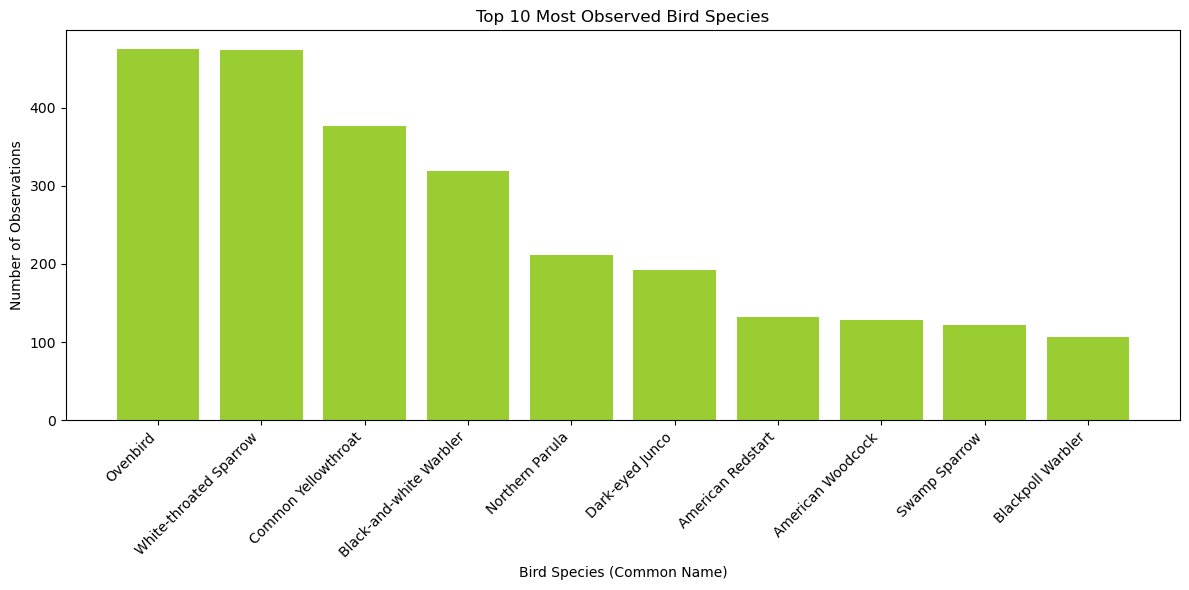 Top 10 Most Observed Bird Species
Number of Observations
400
300
200
100
0
Ovenbird
White-throated Sparrow
Common Yellowthroat
Black-and-white Warbler
Northern Parula
Dark-eyed Junco
American Redstart
American Woodcock
Swamp Sparrow
Blackpoll Warbler
Bird Species (Common Name)